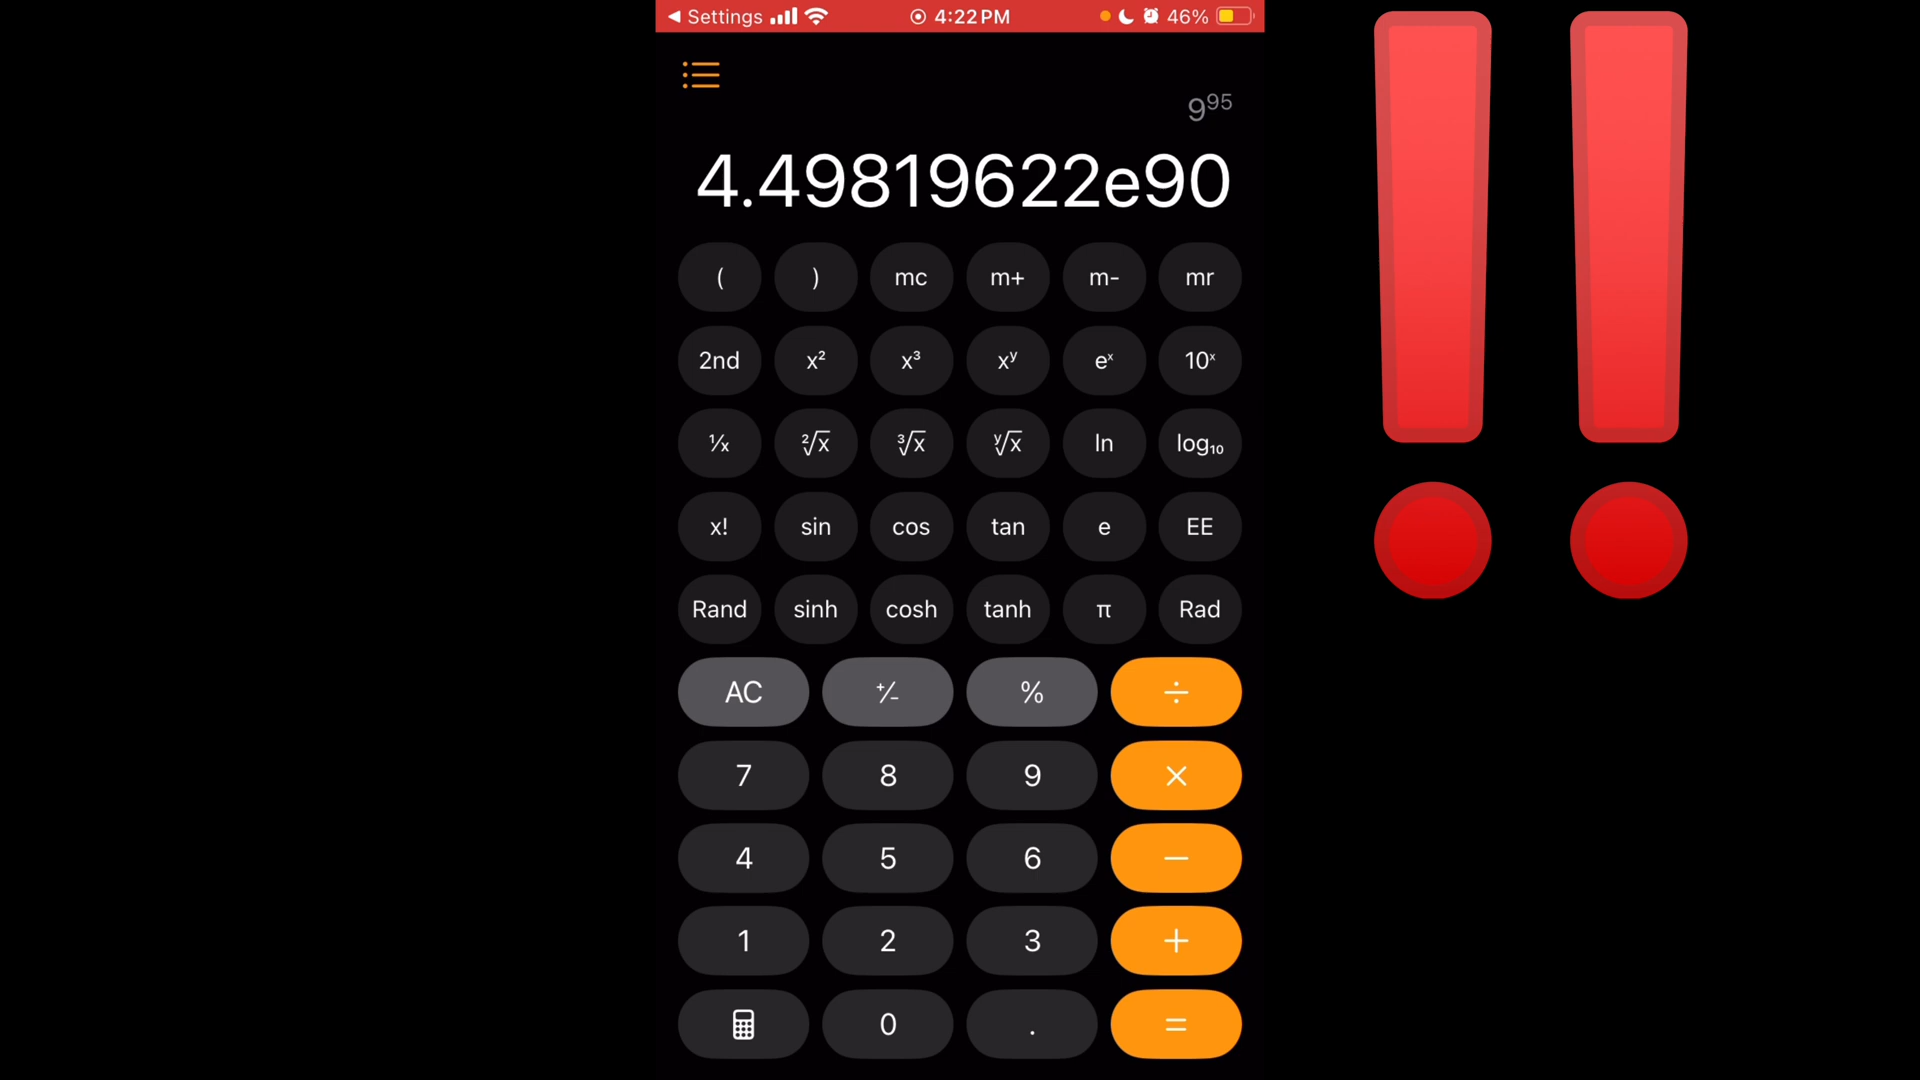 ◀ Settings 4:22 PM 46%
9⁹⁵
4.49819622e90
( ) mc m+ m- mr
2nd x² x³ xʸ eˣ 10ˣ
¹⁄ₓ ²√x ³√x ʸ√x ln log₁₀
x! sin cos tan e EE
Rand sinh cosh tanh π Rad
AC ⁺⁄₋ % ÷
7 8 9 ×
4 5 6 −
1 2 3 +
0 . =